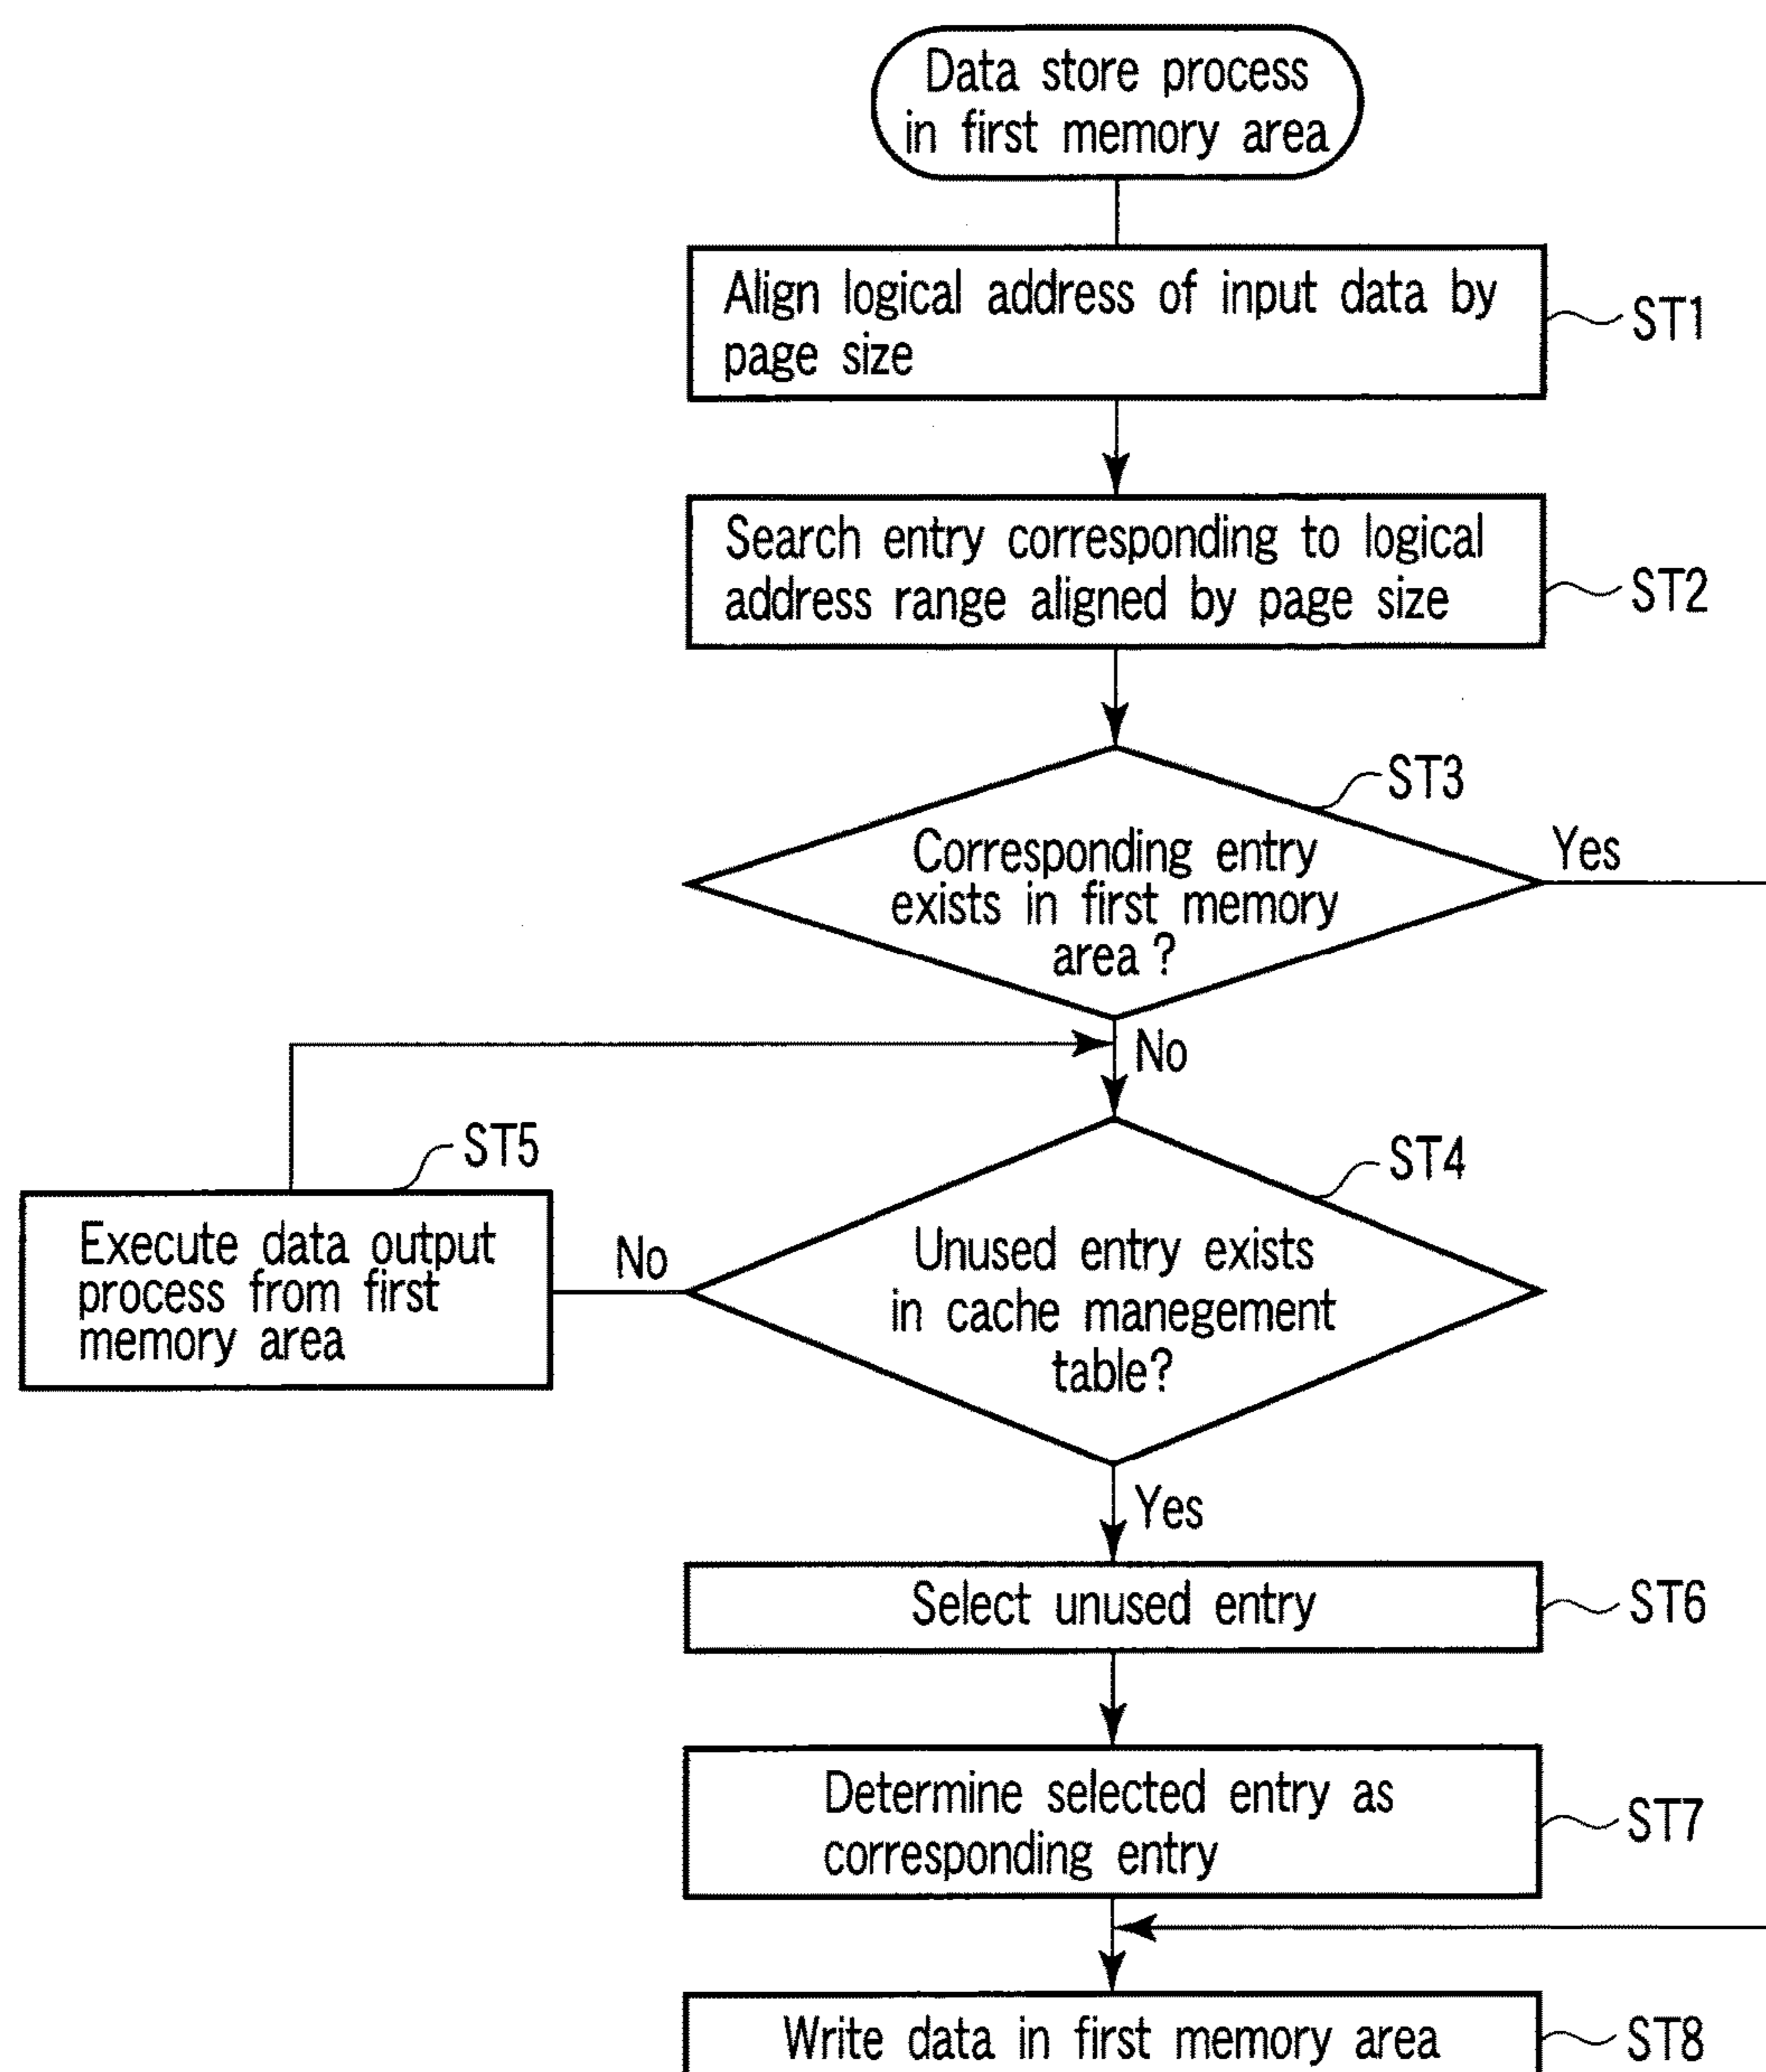 Data store process
in first memory area
Align logical address of input data by
page size
ST1
Search entry corresponding to logical
address range aligned by page size
ST2
ST3
Corresponding entry
exists in first memory
area ?
Yes
No
ST5
Execute data output
process from first
memory area
No
ST4
Unused entry exists
in cache manegement
table?
Yes
Select unused entry
ST6
Determine selected entry as
corresponding entry
ST7
Write data in first memory area
ST8